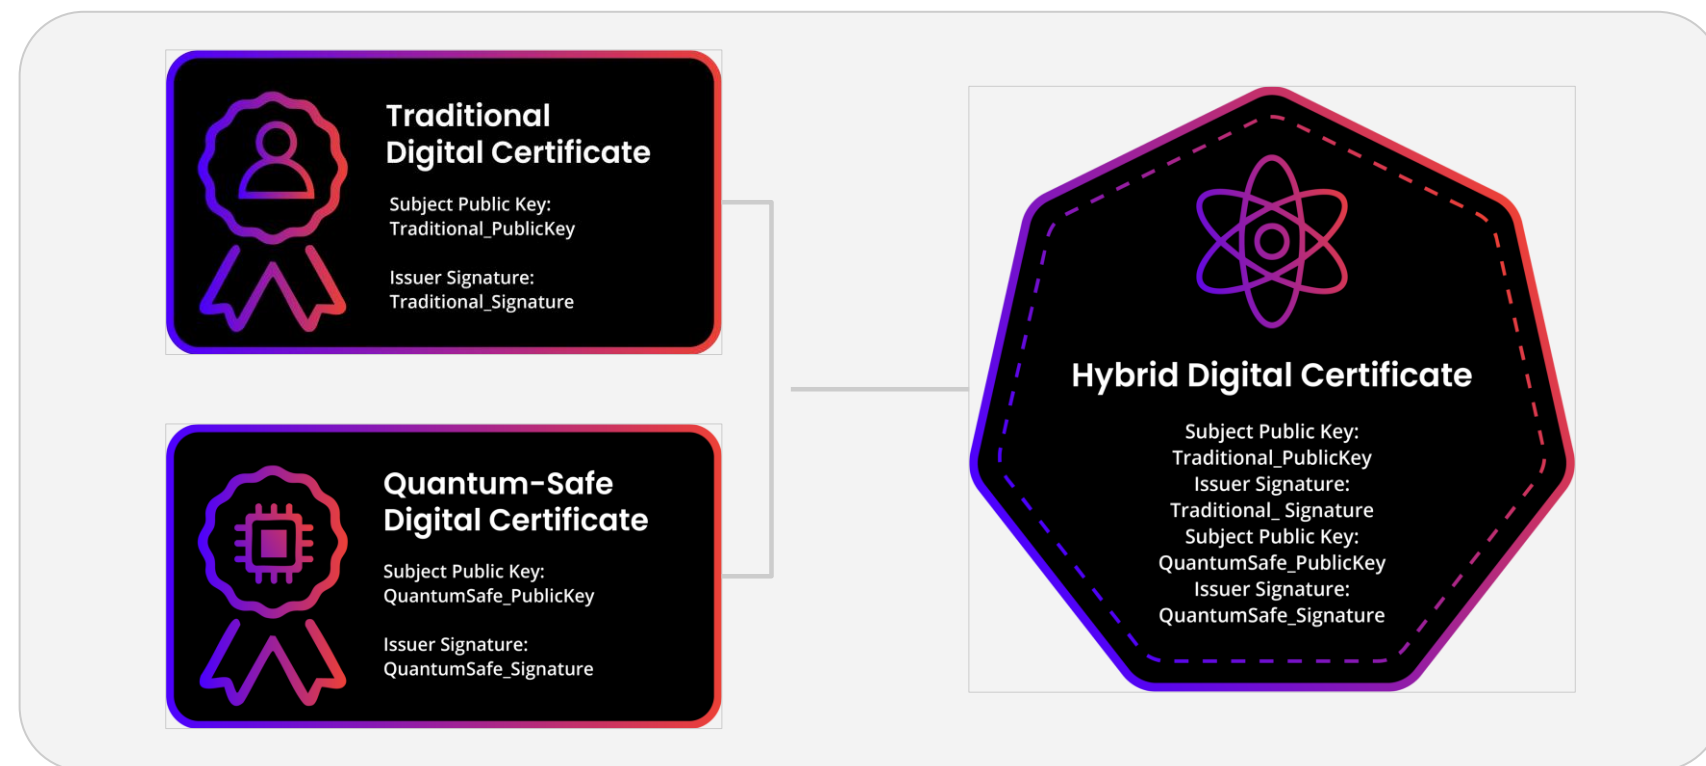 Traditional
Digital Certificate
Subject Public Key:
Traditional_PublicKey
Issuer Signature:
Traditional_Signature
Quantum-Safe
Digital Certificate
Subject Public Key:
QuantumSafe_PublicKey
Issuer Signature:
QuantumSafe_Signature
Hybrid Digital Certificate
Subject Public Key:
Traditional_PublicKey
Issuer Signature:
Traditional_ Signature
Subject Public Key:
QuantumSafe_PublicKey
Issuer Signature:
QuantumSafe_Signature